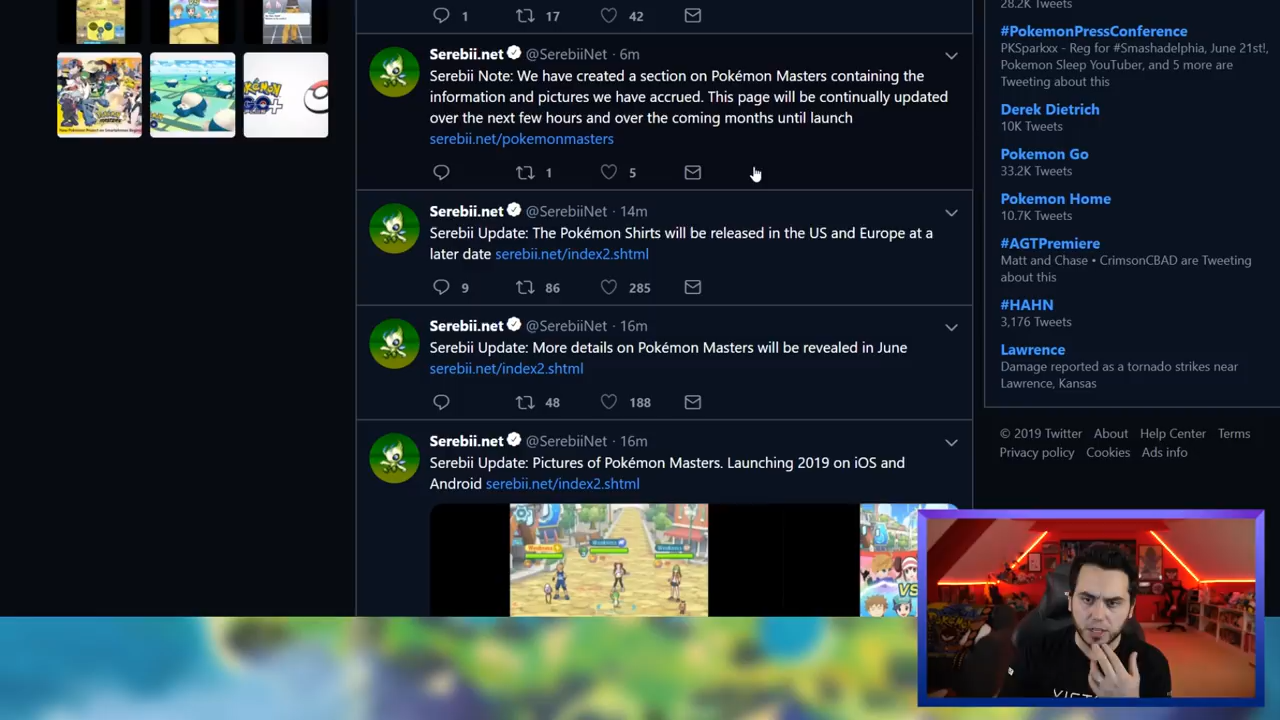 1 17 42
Serebii.net @SerebiiNet · 6m
Serebii Note: We have created a section on Pokémon Masters containing the
information and pictures we have accrued. This page will be continually updated
over the next few hours and over the coming months until launch
serebii.net/pokemonmasters
1 5
Serebii.net @SerebiiNet · 14m
Serebii Update: The Pokémon Shirts will be released in the US and Europe at a
later date serebii.net/index2.shtml
9 86 285
Serebii.net @SerebiiNet · 16m
Serebii Update: More details on Pokémon Masters will be revealed in June
serebii.net/index2.shtml
48 188
Serebii.net @SerebiiNet · 16m
Serebii Update: Pictures of Pokémon Masters. Launching 2019 on iOS and
Android serebii.net/index2.shtml
VS
28.2K Tweets
#PokemonPressConference
PKSparkxx - Reg for #Smashadelphia, June 21st!,
Pokemon Sleep YouTuber, and 5 more are
Tweeting about this
Derek Dietrich
10K Tweets
Pokemon Go
33.2K Tweets
Pokemon Home
10.7K Tweets
#AGTPremiere
Matt and Chase • CrimsonCBAD are Tweeting
about this
#HAHN
3,176 Tweets
Lawrence
Damage reported as a tornado strikes near
Lawrence, Kansas
© 2019 Twitter About Help Center Terms
Privacy policy Cookies Ads info